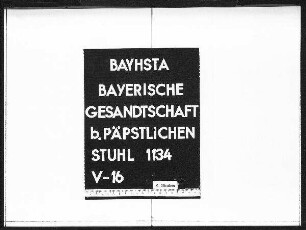 BAYHSTA
BAYERISCHE
GESANDTSCHAFT
b. PÄPSTLICHEN
STUHL 1134
V-16